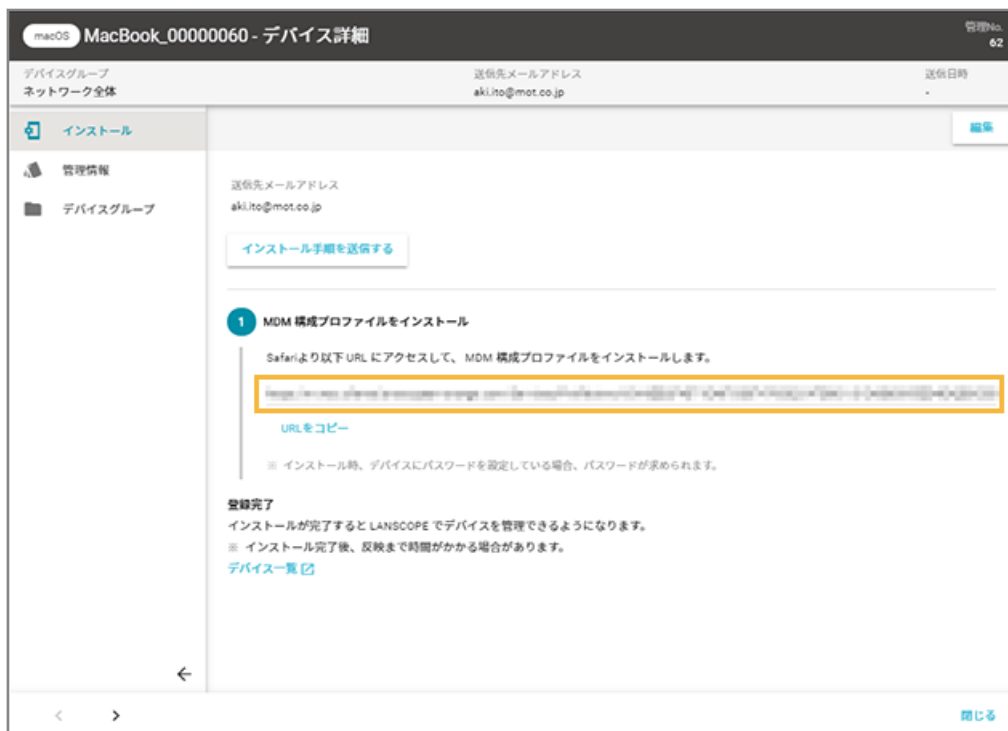 macOS MacBook_00000060 - デバイス詳細
管理No.
62
デバイスグループ
ネットワーク全体
送信先メールアドレス
aki.ito@mot.co.jp
送信日時
-
インストール
管理情報
デバイスグループ
編集
送信先メールアドレス
aki.ito@mot.co.jp
インストール手順を送信する
1 MDM 構成プロファイルをインストール
Safariより以下 URL にアクセスして、 MDM 構成プロファイルをインストールします。
URLをコピー
※ インストール時、デバイスにパスワードを設定している場合、パスワードが求められます。
登録完了
インストールが完了すると LANSCOPE でデバイスを管理できるようになります。
※ インストール完了後、反映まで時間がかかる場合があります。
デバイス一覧
閉じる